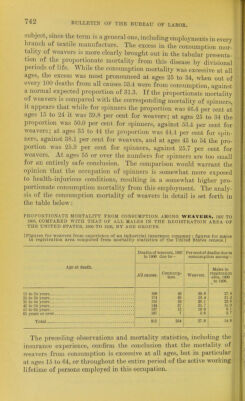 742 BULLETIN OF THE BUREAU OF LABOR.
subject, since the term is a general one, including employments in every
branch of textile manufacture. The excess in the consumption mor-
tality of weavers is more clearly brought out in the tabular presenta-
tion of the proportionate mortality from this disease by divisional
periods of life. While the consumption mortality was excessive at all
ages, the excess was most pronounced at ages 25 to 34, when out of
every 100 deaths from all causes 53.4 were from consumption, against
a normal expected proportion of 31.3. If the proportionate mortality
of weavers is compared with the corresponding mortality of spinners,
it appears that while for spinners the proportion was 48.4 per cent at
ages 15 to 24 it was 39.8 per cent for weavers; at ages 25 to 34 the
proportion was 50.0 per cent for spinners, against 53.4 per cent for
weavers; at ages 35 to 44 the proportion was 44.1 per cent for spin-
ners, against 38.1 per cent for weavers, and at ages 45 to 54 the pro-
portion was 25.9 per cent for spinners, against 25.7 per cent for
weavers. At ages 55 or over the numbers for spinners are too small
for an entirely safe conclusion. The comparison would warrant the
opinion that the occupation of spinners is somewhat more exposed
to health-injurious conditions, resulting in a somewhat higher pro-
portionate consumption mortality from this employment. The analy-
sis of the consumption mortality of weavers in detail is set forth in
the table below:
PROPORTIONATE MORTALITY FROM CONSUMPTION AMONG WEAVERS, 1897 TO
1906, COMPARED WITH THAT OF ALL MALES IN THE REGISTRATION AREA OF
THE UNITED STATES, 1900 TO 1906, BY AGE GROUPS.
[Figures for weavers from experience of an industrial insurance company; figures for males
in registration area computed from mortality statistics of the United States census.]
Age at death.
Deaths of weavers, 1897 to 1906 due to—
Per cent of deaths due to consumption among—
All causes.
Consumption.
Weavers.
Males in registration area, 1900 to 1906.
15 to 24 years
25 to 34 years
35 to 44 years
45 to 54 years
55 to 64 years
65 years or over
Total
The preceding observations and mortality statistics, including the
insurance experience, confirm the conclusion that the mortality of
weavers from consumption is excessive at all ages, but in particular
at ages 15 to 64, or throughout the entire period of the active working
lifetime of persons employed in this occupation.